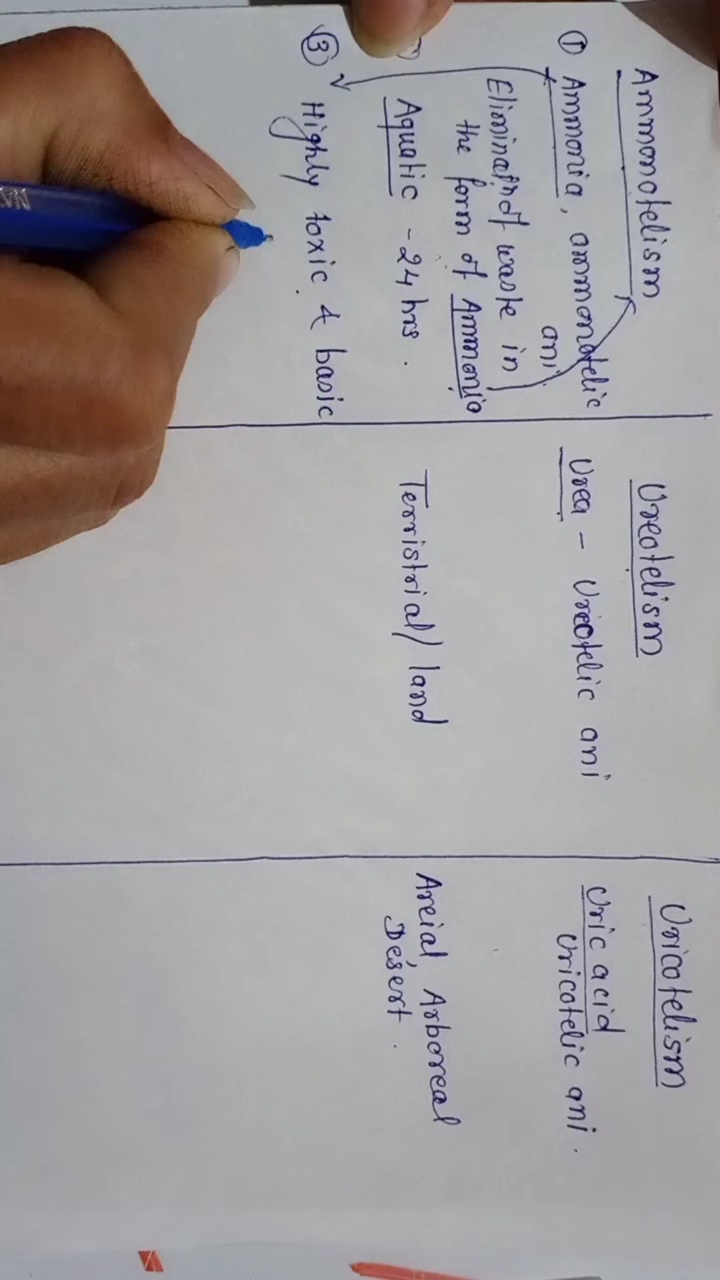 Ammonotelism
① Ammonia, ammonotelic
ani.
Eliminatn of waste in
the form of Ammonia
Aquatic - 24 hrs.
③ Highly toxic & basic
Ureotelism
Urea - Ureotelic ani
Terristrial/ land
Uricotelism
Uric acid
Uricotelic ani.
Areial, Arboreal
Desert.